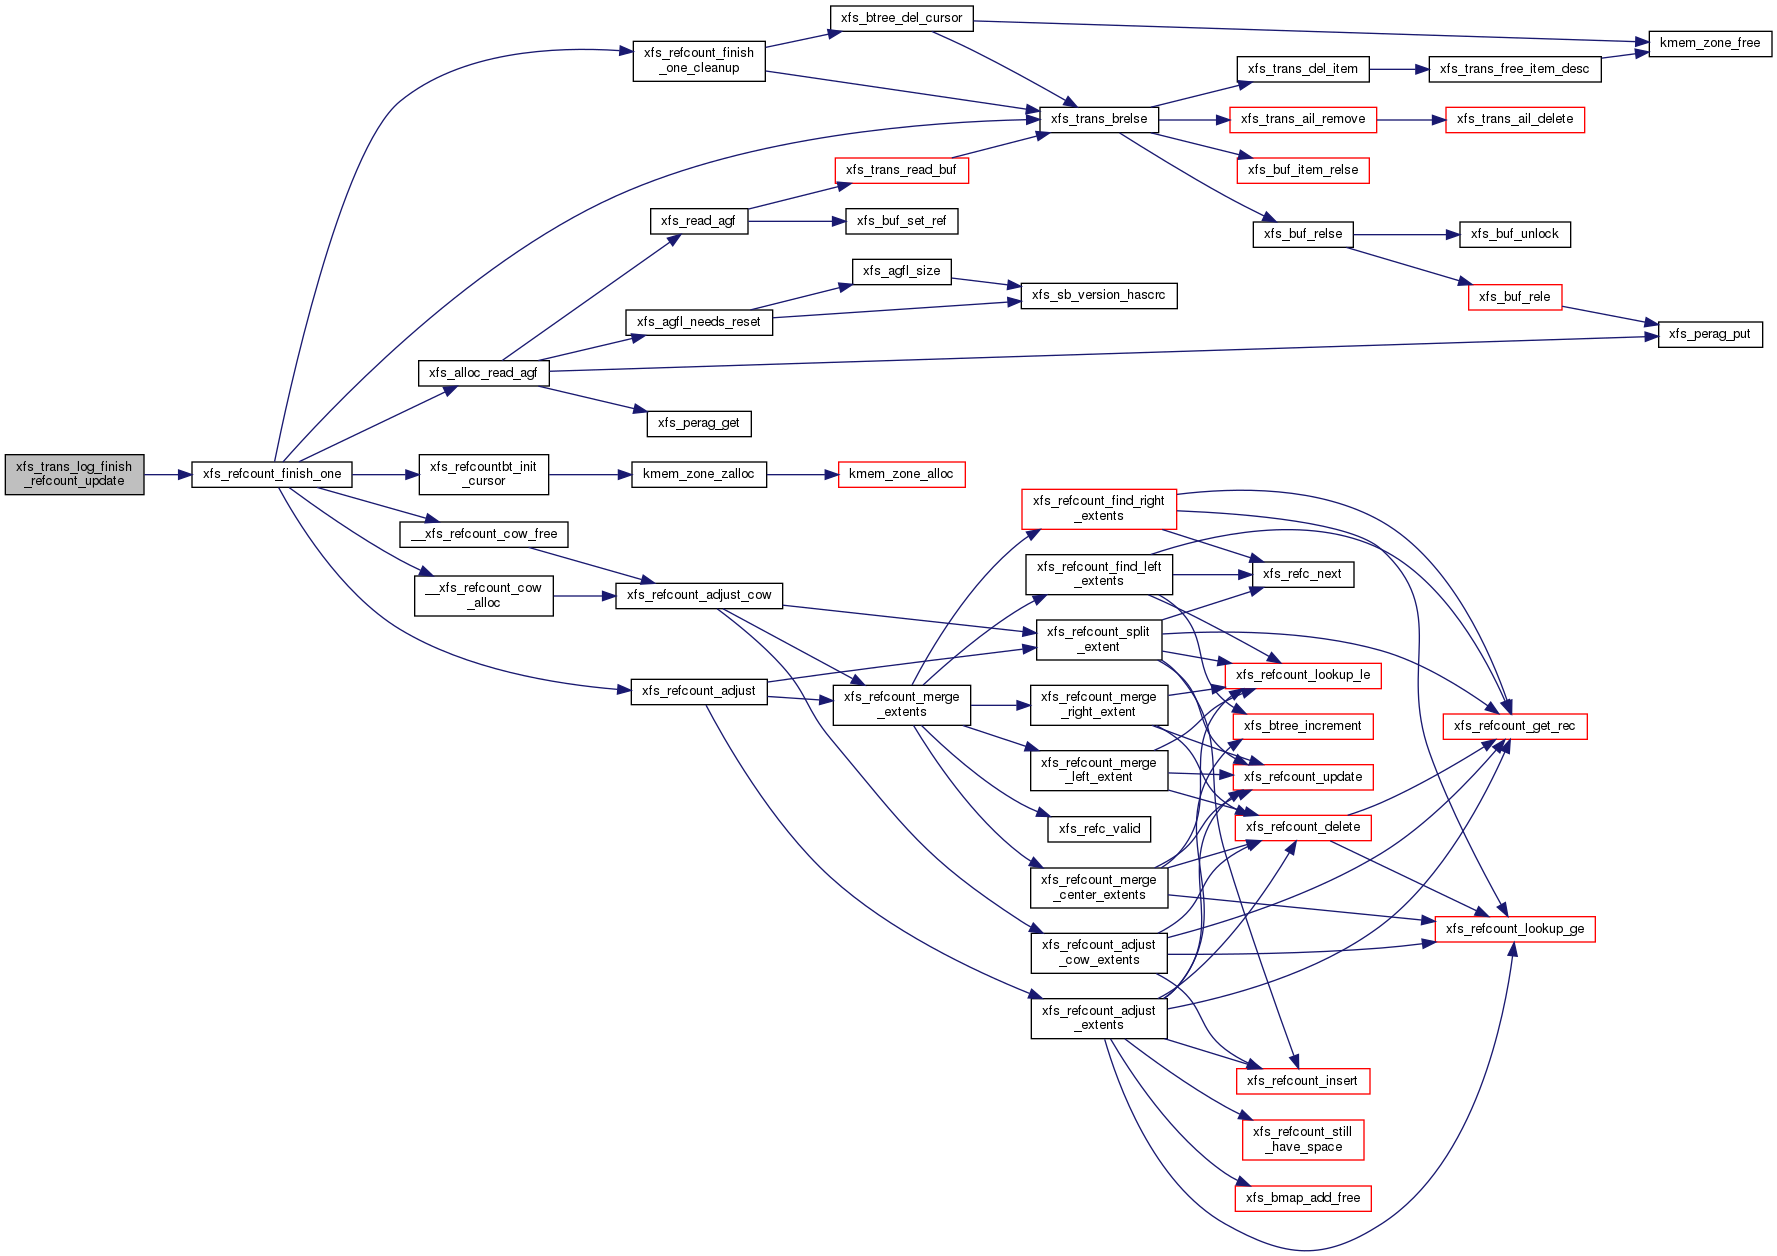 xfs_btree_del_cursor
kmem_zone_free
xfs_refcount_finish
_one_cleanup
xfs_trans_del_item
xfs_trans_free_item_desc
xfs_trans_brelse
xfs_trans_ail_remove
xfs_trans_ail_delete
xfs_trans_read_buf
xfs_buf_item_relse
xfs_read_agf
xfs_buf_set_ref
xfs_buf_relse
xfs_buf_unlock
xfs_agfl_size
xfs_sb_version_hascrc
xfs_buf_rele
xfs_agfl_needs_reset
xfs_perag_put
xfs_alloc_read_agf
xfs_perag_get
xfs_trans_log_finish
_refcount_update
xfs_refcount_finish_one
xfs_refcountbt_init
_cursor
kmem_zone_zalloc
kmem_zone_alloc
xfs_refcount_find_right
_extents
__xfs_refcount_cow_free
xfs_refcount_find_left
_extents
xfs_refc_next
__xfs_refcount_cow
_alloc
xfs_refcount_adjust_cow
xfs_refcount_split
_extent
xfs_refcount_lookup_le
xfs_refcount_adjust
xfs_refcount_merge
_extents
xfs_refcount_merge
_right_extent
xfs_btree_increment
xfs_refcount_get_rec
xfs_refcount_merge
_left_extent
xfs_refcount_update
xfs_refc_valid
xfs_refcount_delete
xfs_refcount_merge
_center_extents
xfs_refcount_lookup_ge
xfs_refcount_adjust
_cow_extents
xfs_refcount_adjust
_extents
xfs_refcount_insert
xfs_refcount_still
_have_space
xfs_bmap_add_free